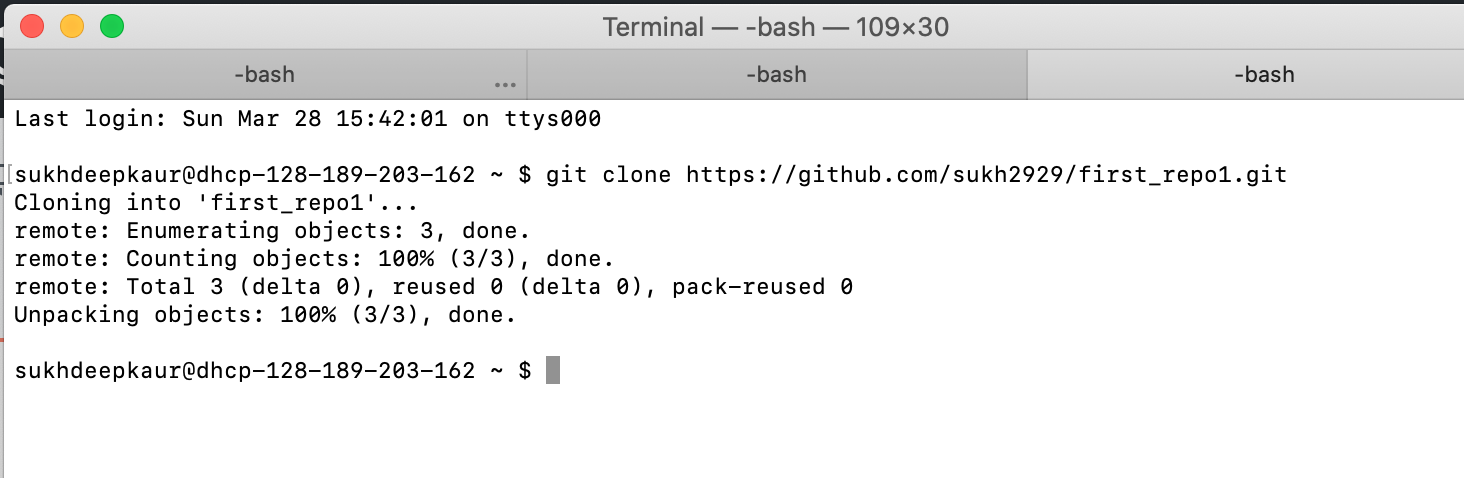 Terminal — -bash — 109×30
-bash ... -bash -bash
Last login: Sun Mar 28 15:42:01 on ttys000
[sukhdeepkaur@dhcp-128-189-203-162 ~ $ git clone https://github.com/sukh2929/first_repo1.git
Cloning into 'first_repo1'...
remote: Enumerating objects: 3, done.
remote: Counting objects: 100% (3/3), done.
remote: Total 3 (delta 0), reused 0 (delta 0), pack-reused 0
Unpacking objects: 100% (3/3), done.
sukhdeepkaur@dhcp-128-189-203-162 ~ $